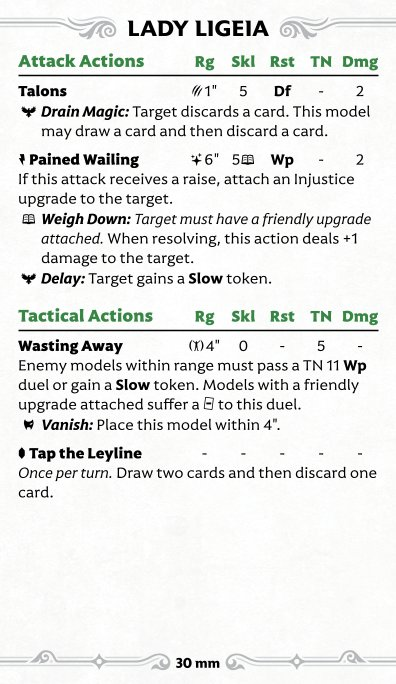 LADY LIGEIA
Attack Actions Rg Skl Rst TN Dmg
Talons 1" 5 Df - 2
Drain Magic: Target discards a card. This model
may draw a card and then discard a card.
Pained Wailing 6" 5 Wp - 2
If this attack receives a raise, attach an Injustice
upgrade to the target.
Weigh Down: Target must have a friendly upgrade
attached. When resolving, this action deals +1
damage to the target.
Delay: Target gains a Slow token.
Tactical Actions Rg Skl Rst TN Dmg
Wasting Away 4" 0 - 5 -
Enemy models within range must pass a TN 11 Wp
duel or gain a Slow token. Models with a friendly
upgrade attached suffer a to this duel.
Vanish: Place this model within 4".
Tap the Leyline - - - - -
Once per turn. Draw two cards and then discard one
card.
30 mm